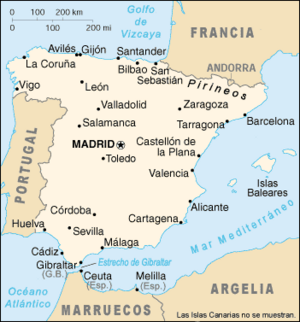 0 100 200 km
0 100 200 mi
Golfo
de
Vizcaya
FRANCIA
Avilés
Gijón
Santander
La Coruña
Bilbao
San
Sebastián
ANDORRA
Pirineos
Vigo
León
Valladolid
Zaragoza
Salamanca
Tarragona
Barcelona
PORTUGAL
MADRID
Castellón
de la Plana
Toledo
Valencia
Islas
Baleares
Alicante
Córdoba
Cartagena
Mar Mediterráneo
Huelva
Sevilla
Cádiz
Málaga
Gibraltar
(G.B.)
Estrecho de Gibraltar
Ceuta
(Esp.)
Melilla
(Esp.)
Océano
Atlántico
ARGELIA
MARRUECOS
Las Islas Canarias no se muestran.